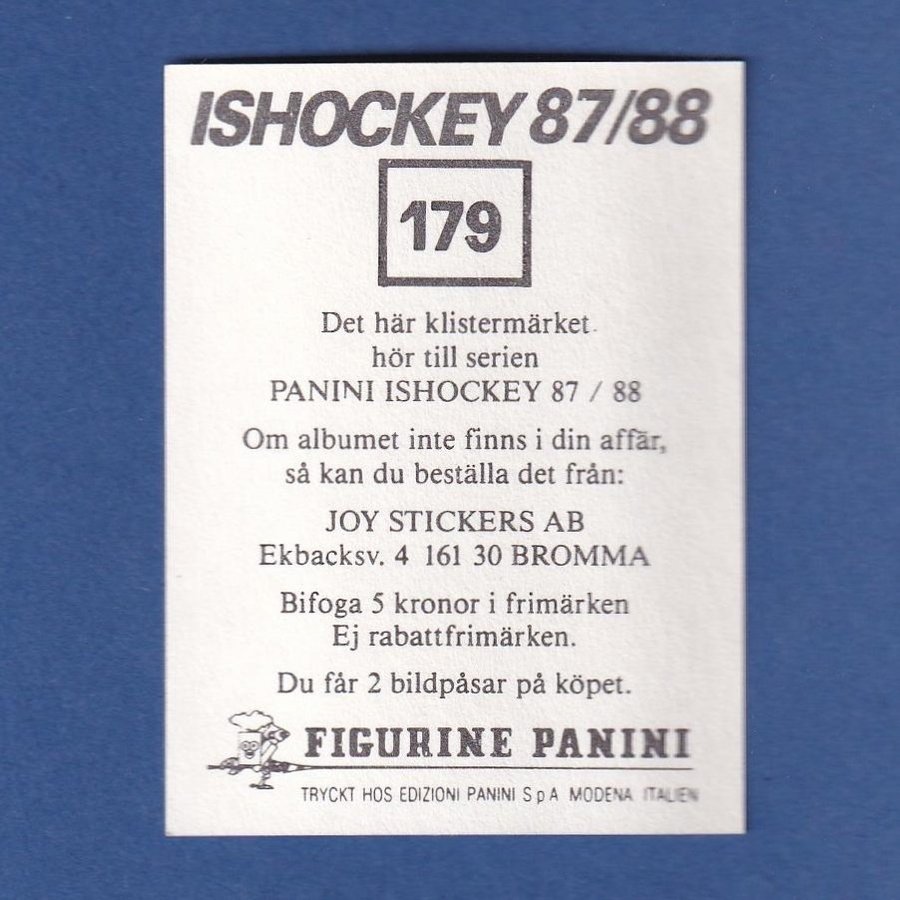 ISHOCKEY 87/88
179
Det här klistermärket
hör till serien
PANINI ISHOCKEY 87 / 88
Om albumet inte finns i din affär,
så kan du beställa det från:
JOY STICKERS AB
Ekbacksv. 4 161 30 BROMMA
Bifoga 5 kronor i frimärken
Ej rabattfrimärken.
Du får 2 bildpåsar på köpet.
FIGURINE PANINI
TRYCKT HOS EDIZIONI PANINI S p A MODENA ITALIEN